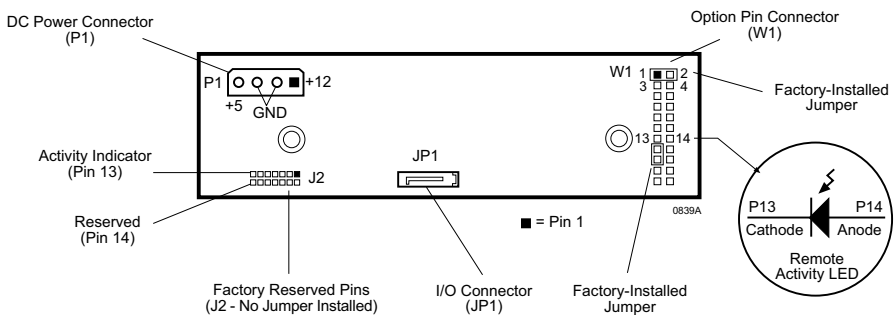 DC Power Connector
(P1)
Option Pin Connector
(W1)
P1
+12
+5
GND
W1 1 2
3 4
Factory-Installed
Jumper
13 14
Activity Indicator
(Pin 13)
J2
JP1
Reserved
(Pin 14)
= Pin 1
0839A
P13 P14
Cathode Anode
Remote
Activity LED
Factory Reserved Pins
(J2 - No Jumper Installed)
I/O Connector
(JP1)
Factory-Installed
Jumper